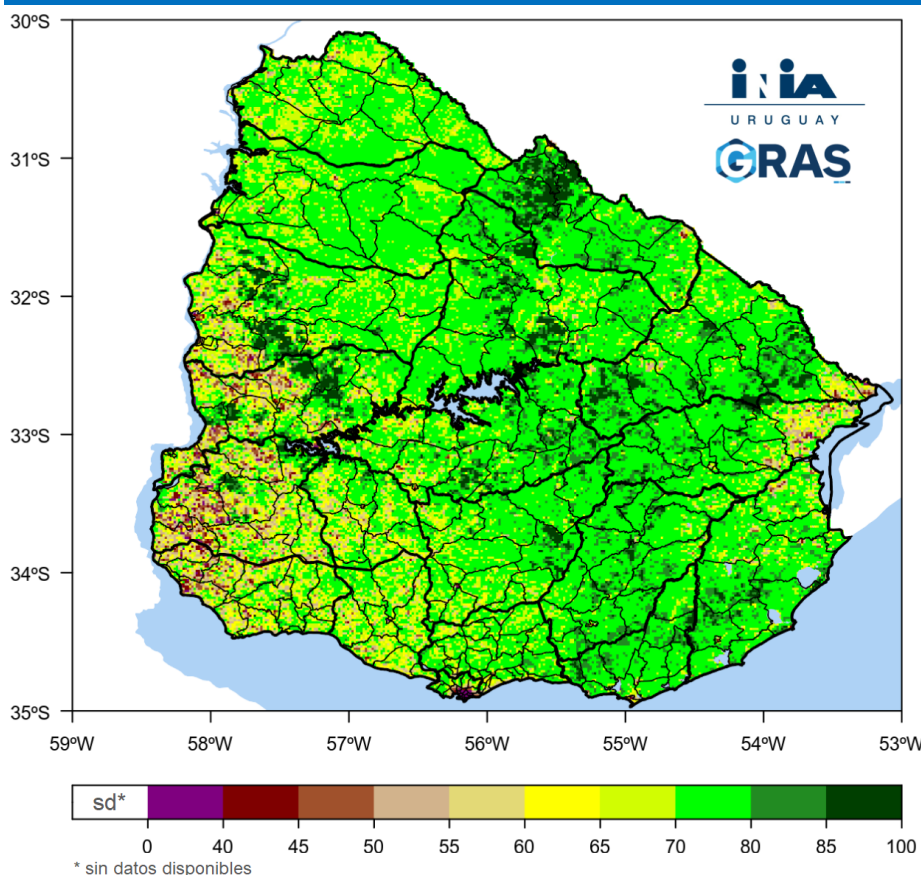 30ºS
INIA
URUGUAY
GRAS
31ºS
32ºS
33ºS
34ºS
35ºS
59ºW 58ºW 57ºW 56ºW 55ºW 54ºW 53ºW
sd*
0 40 45 50 55 60 65 70 80 85 100
* sin datos disponibles